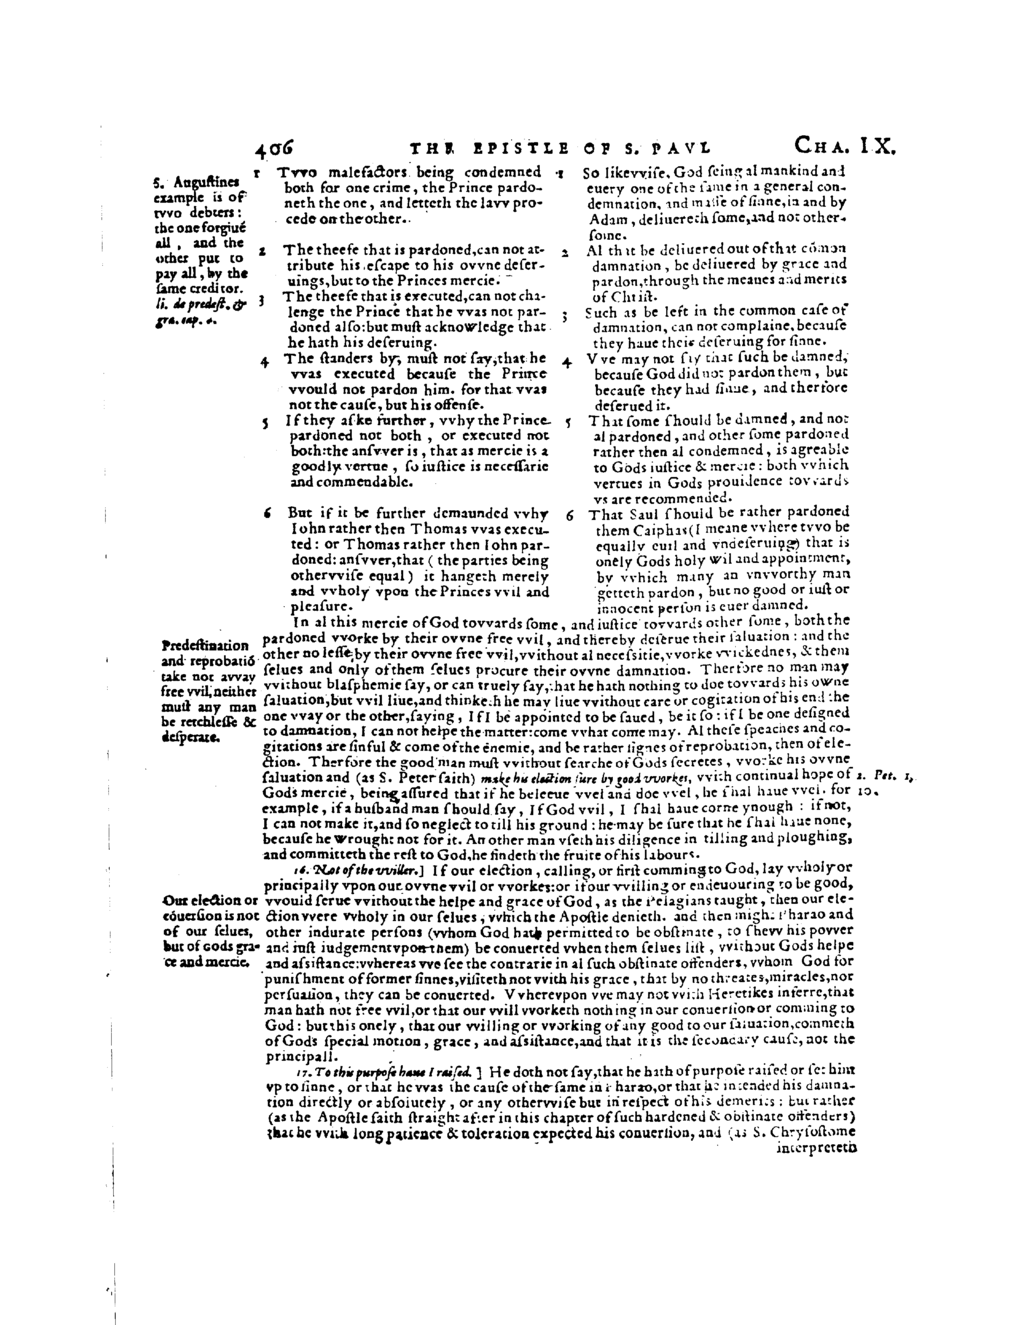 406 THE EPISTLE OF S. PAVL CHA. IX.
S. Auguſtines
example is of
tvvo debters:
the one forgiué
all, and the
other put to
pay all, by the
ſame creditor.
li. de predeſt. &
gra. cap. 4.
1 Tvvo malefactors being condemned
both for one crime, the Prince pardo-
neth the one, and letteth the lavv pro-
cede on the other.
2 The theefe that is pardoned, can not at-
tribute his eſcape to his ovvne deſer-
uings, but to the Princes mercie.
3 The theefe that is executed, can not cha-
lenge the Prince that he vvas not par-
doned alſo: but muſt acknowledge that
he hath his deſeruing.
4 The ſtanders by, muſt not ſay, that he
vvas executed becauſe the Prince
vvould not pardon him. for that vvas
not the cauſe, but his offenſe.
5 If they aſke further, vvhy the Prince
pardoned not both, or executed not
both: the anſvver is, that as mercie is a
goodly vertue, ſo iuſtice is neceſſarie
and commendable.
6 But if it be further demaunded vvhy
Iohn rather then Thomas vvas execu-
ted: or Thomas rather then Iohn par-
doned: anſvver, that (the parties being
othervviſe equal) it hangeth merely
and vvholy vpon the Princes vvil and
pleaſure.
1 So likevviſe, God ſeing al mankind and
euery one of the ſame in a general con-
demnation, and maſſe of ſinne, in and by
Adam, deliuereth ſome, and not other-
ſome.
2 Al that be deliuered out of that cómon
damnation, be deliuered by grace and
pardon, through the meanes and merits
of Chriſt.
3 Such as be left in the common caſe of
damnation, can not complaine, becauſe
they haue their deſeruing for ſinne.
4 Vve may not ſay that ſuch be damned,
becauſe God did not pardon them, but
becauſe they had ſinne, and therfore
deſerued it.
5 That ſome ſhould be damned, and not
al pardoned, and other ſome pardoned
rather then al condemned, is agreable
to Gods iuſtice & mercie: both vvhich
vertues in Gods prouidence tovvards
vs are recommended.
6 That Saul ſhould be rather pardoned
them Caiphas (I meane vvhere tvvo be
equally euil and vndeſeruing) that is
onely Gods holy wil and appointment,
by vvhich many an vnvvorthy man
getteth pardon, but no good or iuſt or
innocent perſon is euer damned.
In al this mercie of God tovvards ſome, and iuſtice tovvards other ſome, both the
pardoned vvorke by their ovvne free vvil, and thereby deſerue their ſaluation: and the
other no leſſe by their ovvne free vvil, vvithout al neceſsitie, vvorke vvickednes, & them
ſelues and only of them ſelues procure their ovvne damnation. Therfore no man may
vvithout blaſphemie ſay, or can truely ſay, that he hath nothing to doe tovvards his owne
ſaluation, but vvil liue, and thinketh he may liue vvithout care or cogitation of his end the
one vvay or the other, ſaying, If I be appointed to be ſaued, be it ſo: if I be one deſigned
to damnation, I can not helpe the matter: come vvhat come may. Al theſe ſpeaches and co-
gitations are ſinful & come of the enemie, and be rather ſignes of reprobation, then of ele-
ction. Therfore the good man muſt vvithout ſearche of Gods ſecretes, vvorke his ovvne
ſaluation and (as S. Peter ſaith) make his election ſure by good vvorkes, vvith continual hope of
Gods mercie, being aſſured that if he beleeue vvel and doe vvel, he ſhal haue vvel. for
example, if a huſband man ſhould ſay, If God vvil, I ſhal haue corne ynough: if not,
I can not make it, and ſo neglect to till his ground: he may be ſure that he ſhal haue none,
becauſe he wrought not for it. An other man vſeth his diligence in tilling and ploughing,
and committeth the reſt to God, he findeth the fruite of his labours.
Predeſtination
and reprobatió
take not avvay
free vvil, neither
muſt any man
be retchleſſe &
deſperate.
1. Pet. 1,
10.
16. Not of the vviller.] If our election, calling, or firſt comming to God, lay vvholy or
principally vpon our ovvne vvil or vvorkes: or if our vvilling or endeuouring to be good,
vvould ſerue vvithout the helpe and grace of God, as the Pelagians taught, then our ele-
ction vvere vvholy in our ſelues, vvhich the Apoſtle denieth. and then might Pharao and
other indurate perſons (vvhom God hath permitted to be obſtinate, to ſhevv his povver
and iuſt iudgement vpon them) be conuerted vvhen them ſelues liſt, vvithout Gods helpe
and aſsiſtance: vvhereas vve ſee the contrarie in al ſuch obſtinate offenders, vvhom God for
puniſhment of former ſinnes, viſiteth not vvith his grace, that by no threates, miracles, nor
perſuaſion, they can be conuerted. Vvherevpon vve may not vvith Heretikes inferre, that
man hath not free vvil, or that our vvill vvorketh nothing in our conuerſion or comming to
God: but this onely, that our vvilling or vvorking of any good to our ſaluation, commeth
of Gods ſpecial motion, grace, and aſsiſtance, and that it is the ſecondary cauſe, not the
principall.
Our election or
cóuerſion is not
of our ſelues,
but of Gods gra-
ce and mercie.
17. To this purpoſe haue I raiſed.] He doth not ſay, that he hath of purpoſe raiſed or ſet him
vp to ſinne, or that he vvas the cauſe of the ſame in Pharao, or that he intended his damna-
tion directly or abſolutely, or any othervviſe but in reſpect of his demerits: but rather
(as the Apoſtle ſaith ſtraight after in this chapter of ſuch hardened & obſtinate offenders)
that he vvith long patience & toleration expected his conuerſion, and (as S. Chryſoſtome
interpreteth